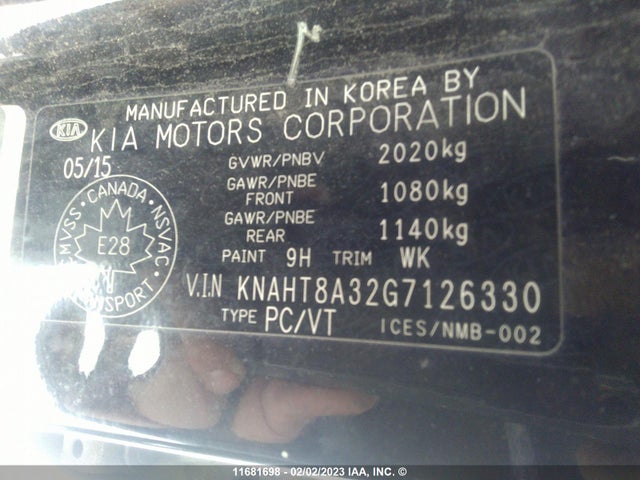 MANUFACTURED IN KOREA BY
KIA KIA MOTORS CORPORATION
05/15
GVWR/PNBV 2020kg
GAWR/PNBE FRONT 1080kg
GAWR/PNBE REAR 1140kg
PAINT 9H TRIM WK
CANADA
NSVAC
E28
V.I.N KNAHT8A32G7126330
TYPE PC/VT ICES/NMB-002
11681698 - 02/02/2023 IAA, INC. ©